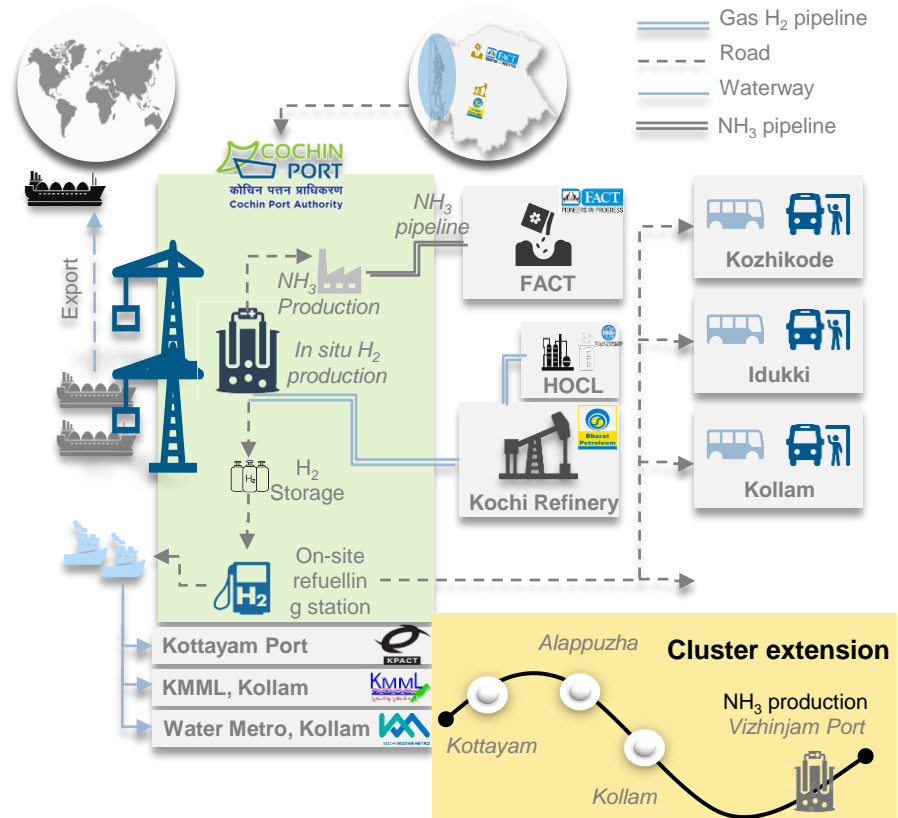 Gas H₂ pipeline
Road
Waterway
NH₃ pipeline
FACT
COCHIN
PORT
कोचिन पत्तन प्राधिकरण
Cochin Port Authority
Export
NH₃
pipeline
NH₃
Production
In situ H₂
production
H₂
Storage
On-site
refuellin
g station
H2
FACT
PIONEERS IN PROGRESS
FACT
HOCL
Bharat
Petroleum
Kochi Refinery
Kozhikode
Idukki
Kollam
Kottayam Port
KPACT
KMML, Kollam
KMML
Water Metro, Kollam
KOCHI WATER METRO
Cluster extension
Alappuzha
NH₃ production
Vizhinjam Port
Kottayam
Kollam